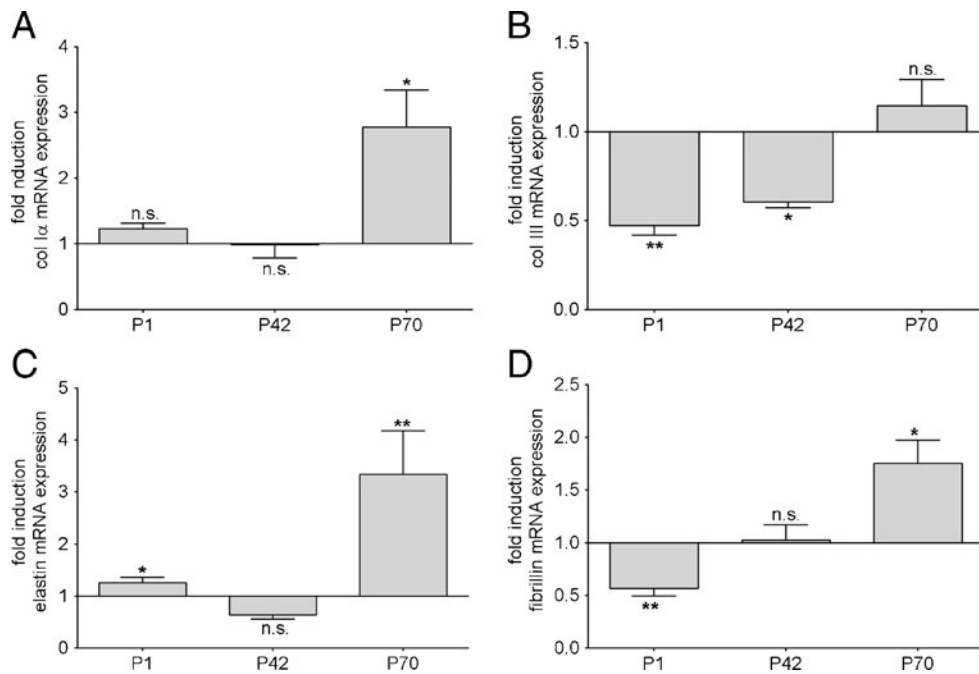 A
fold nduction
col Iα mRNA expression
4
3
2
1
0
n.s.
n.s.
*
P1 P42 P70
B
fold induction
col III mRNA expression
1.5
1.0
0.5
0.0
**
*
n.s.
P1 P42 P70
C
fold induction
elastin mRNA expression
5
4
3
2
1
0
*
n.s.
**
P1 P42 P70
D
fold induction
fibrillin mRNA expression
2.5
2.0
1.5
1.0
0.5
0.0
**
n.s.
*
P1 P42 P70